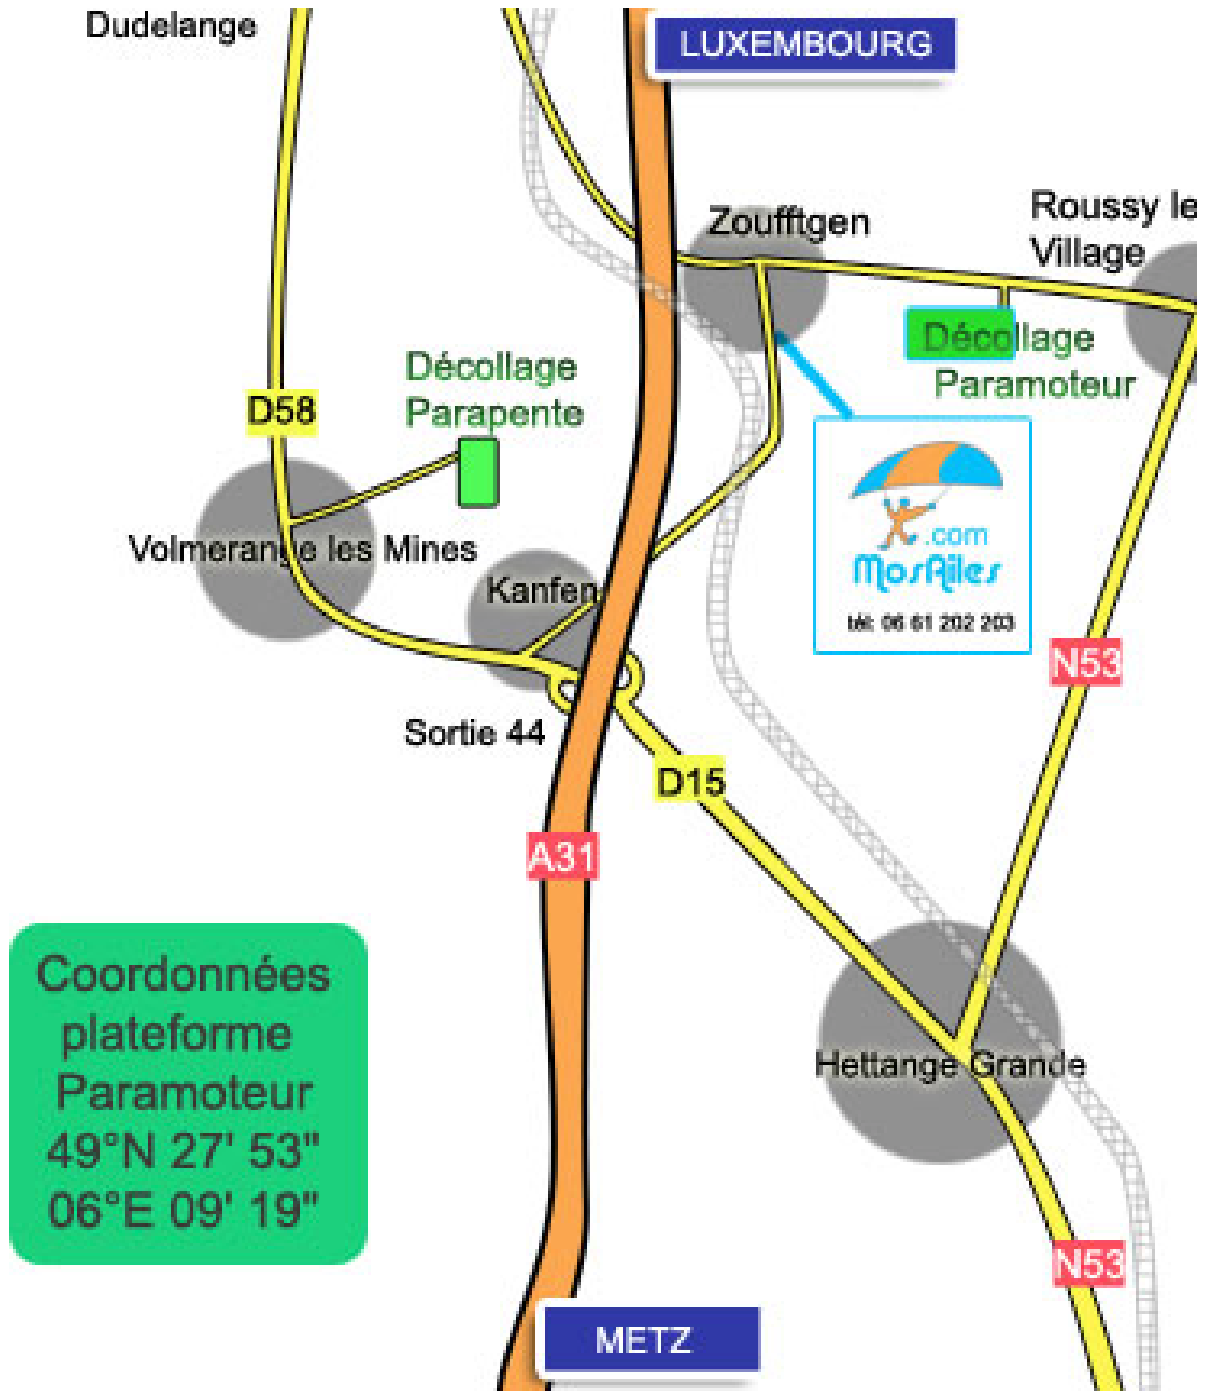 Dudelange
LUXEMBOURG
Zoufftgen
Roussy le
Village
Décollage
Paramoteur
Décollage
Parapente
D58
.com
MosAiles
tél: 06 61 202 203
Volmerange les Mines
Kanfen
N53
Sortie 44
D15
A31
Coordonnées
plateforme
Paramoteur
49°N 27' 53"
06°E 09' 19"
Hettange Grande
N53
METZ